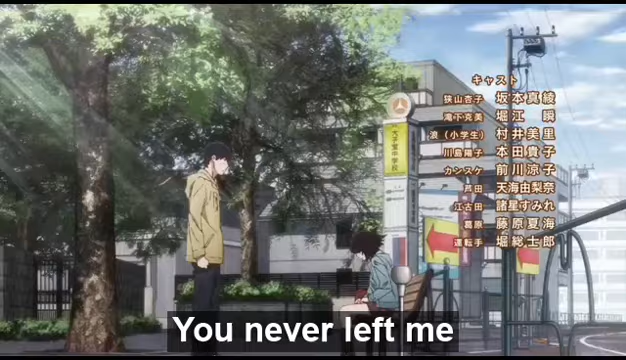 キャスト
狭山杏子 坂本真綾
滝下克美 堀江 瞬
浪（小学生） 村井美里
川島陽子 本田貴子
カンスケ 前川涼子
芦田 天海由梨奈
江古田 諸星すみれ
葛原 藤原夏海
運転手 堀総士郎
You never left me